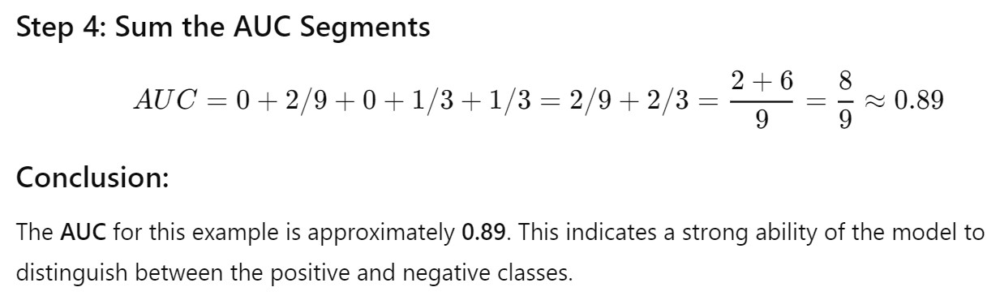 Step 4: Sum the AUC Segments
AUC = 0 + 2/9 + 0 + 1/3 + 1/3 = 2/9 + 2/3 = \frac{2 + 6}{9} = \frac{8}{9} ≈ 0.89
Conclusion:
The AUC for this example is approximately 0.89. This indicates a strong ability of the model to
distinguish between the positive and negative classes.